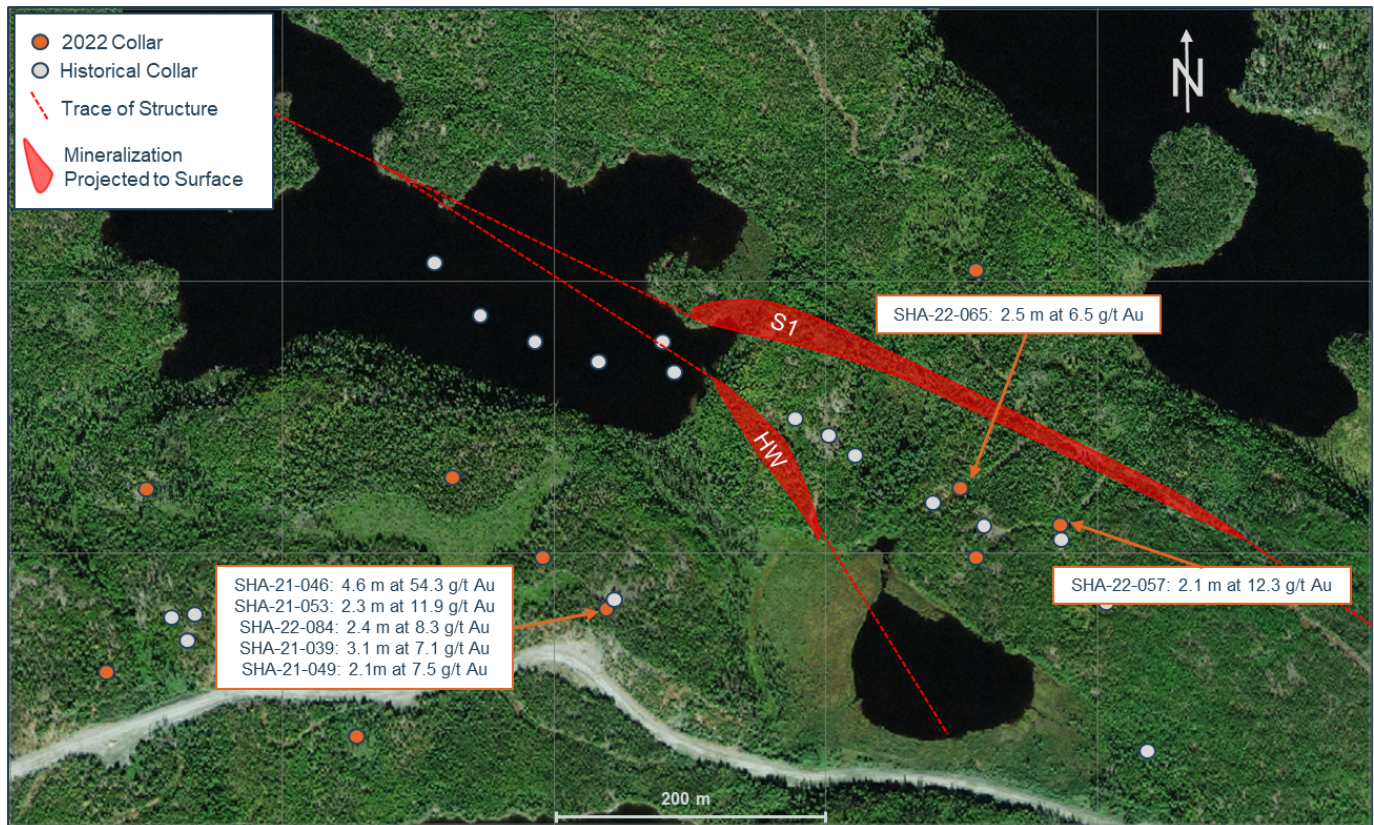 2022 Collar
Historical Collar
Trace of Structure
Mineralization
Projected to Surface
N
S1
SHA-22-065: 2.5 m at 6.5 g/t Au
HW
SHA-21-046: 4.6 m at 54.3 g/t Au
SHA-21-053: 2.3 m at 11.9 g/t Au
SHA-22-084: 2.4 m at 8.3 g/t Au
SHA-21-039: 3.1 m at 7.1 g/t Au
SHA-21-049: 2.1m at 7.5 g/t Au
SHA-22-057: 2.1 m at 12.3 g/t Au
200 m